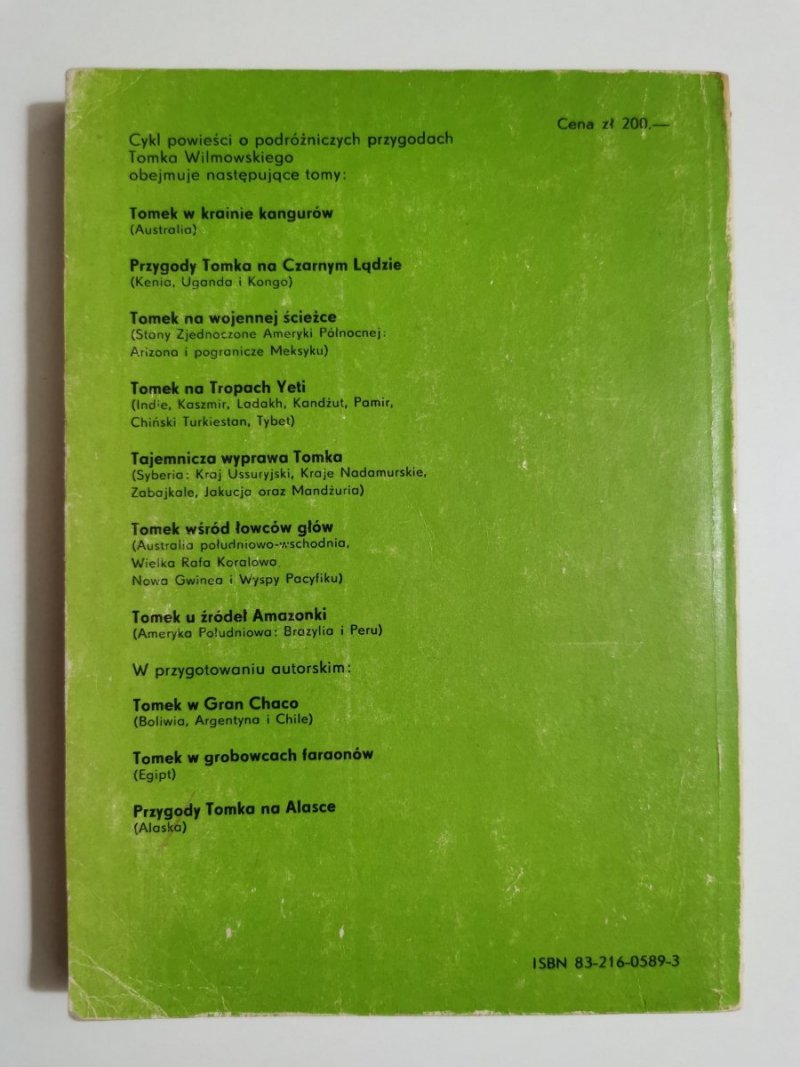 Cena zł 200,—
Cykl powieści o podróżniczych przygodach
Tomka Wilmowskiego
obejmuje następujące tomy:
Tomek w krainie kangurów
(Australia)
Przygody Tomka na Czarnym Lądzie
(Kenia, Uganda i Kongo)
Tomek na wojennej ścieżce
(Stany Zjednoczone Ameryki Północnej:
Arizona i pogranicze Meksyku)
Tomek na Tropach Yeti
(Indie, Kaszmir, Ladakh, Kandżut, Pamir,
Chiński Turkiestan, Tybet)
Tajemnicza wyprawa Tomka
(Syberia: Kraj Ussuryjski, Kraje Nadamurskie,
Zabajkale, Jakucja oraz Mandżuria)
Tomek wśród łowców głów
(Australia południowo-wschodnia,
Wielka Rafa Koralowa,
Nowa Gwinea i Wyspy Pacyfiku)
Tomek u źródeł Amazonki
(Ameryka Południowa: Brazylia i Peru)
W przygotowaniu autorskim:
Tomek w Gran Chaco
(Boliwia, Argentyna i Chile)
Tomek w grobowcach faraonów
(Egipt)
Przygody Tomka na Alasce
(Alaska)
ISBN 83-216-0589-3